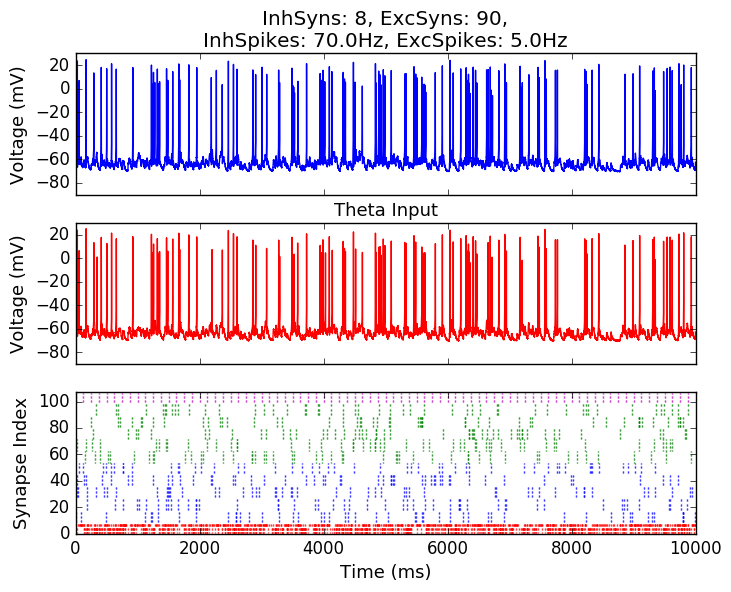 InhSyns: 8, ExcSyns: 90,
InhSpikes: 70.0Hz, ExcSpikes: 5.0Hz
20
0
−20
−40
−60
−80
Voltage (mV)
Theta Input
20
0
−20
−40
−60
−80
Voltage (mV)
100
80
60
40
20
0
Synapse Index
0 2000 4000 6000 8000 10000
Time (ms)